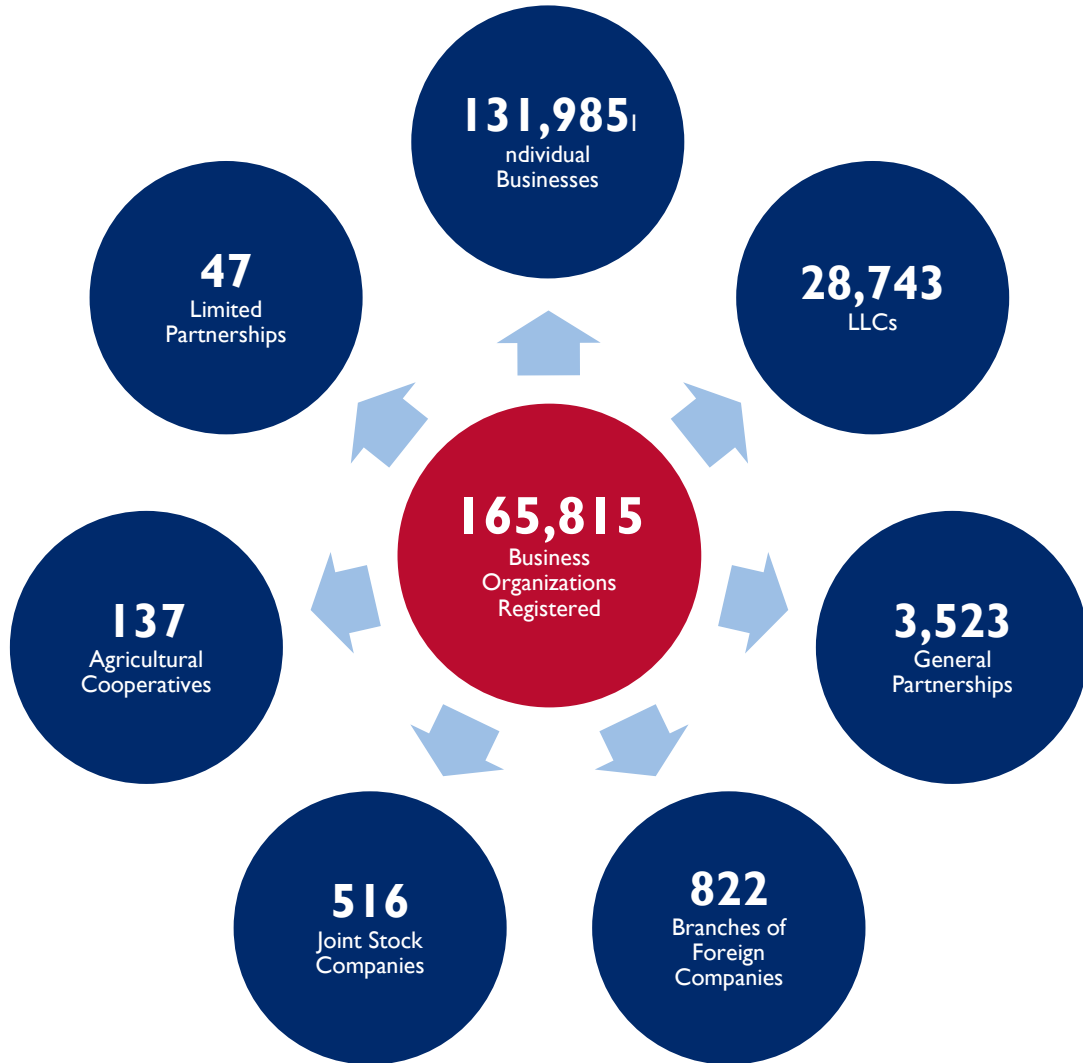 131,985I
ndividual
Businesses
47
Limited
Partnerships
28,743
LLCs
165,815
Business
Organizations
Registered
137
Agricultural
Cooperatives
3,523
General
Partnerships
516
Joint Stock
Companies
822
Branches of
Foreign
Companies